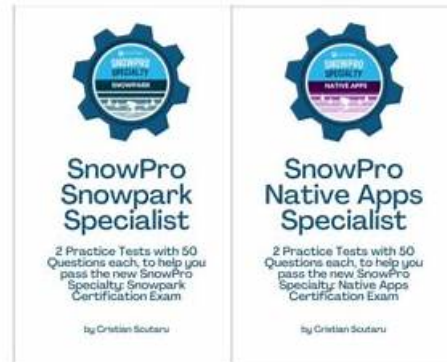 SNOWPRO
SPECIALTY
SNOWPARK
SnowPro
Snowpark
Specialist
2 Practice Tests with 50
Questions each, to help you
pass the new SnowPro
Specialty: Snowpark
Certification Exam
by Cristian Scutaru
SNOWPRO
SPECIALTY
NATIVE APPS
SnowPro
Native Apps
Specialist
2 Practice Tests with 50
Questions each, to help you
pass the new SnowPro
Specialty: Native Apps
Certification Exam
by Cristian Scutaru